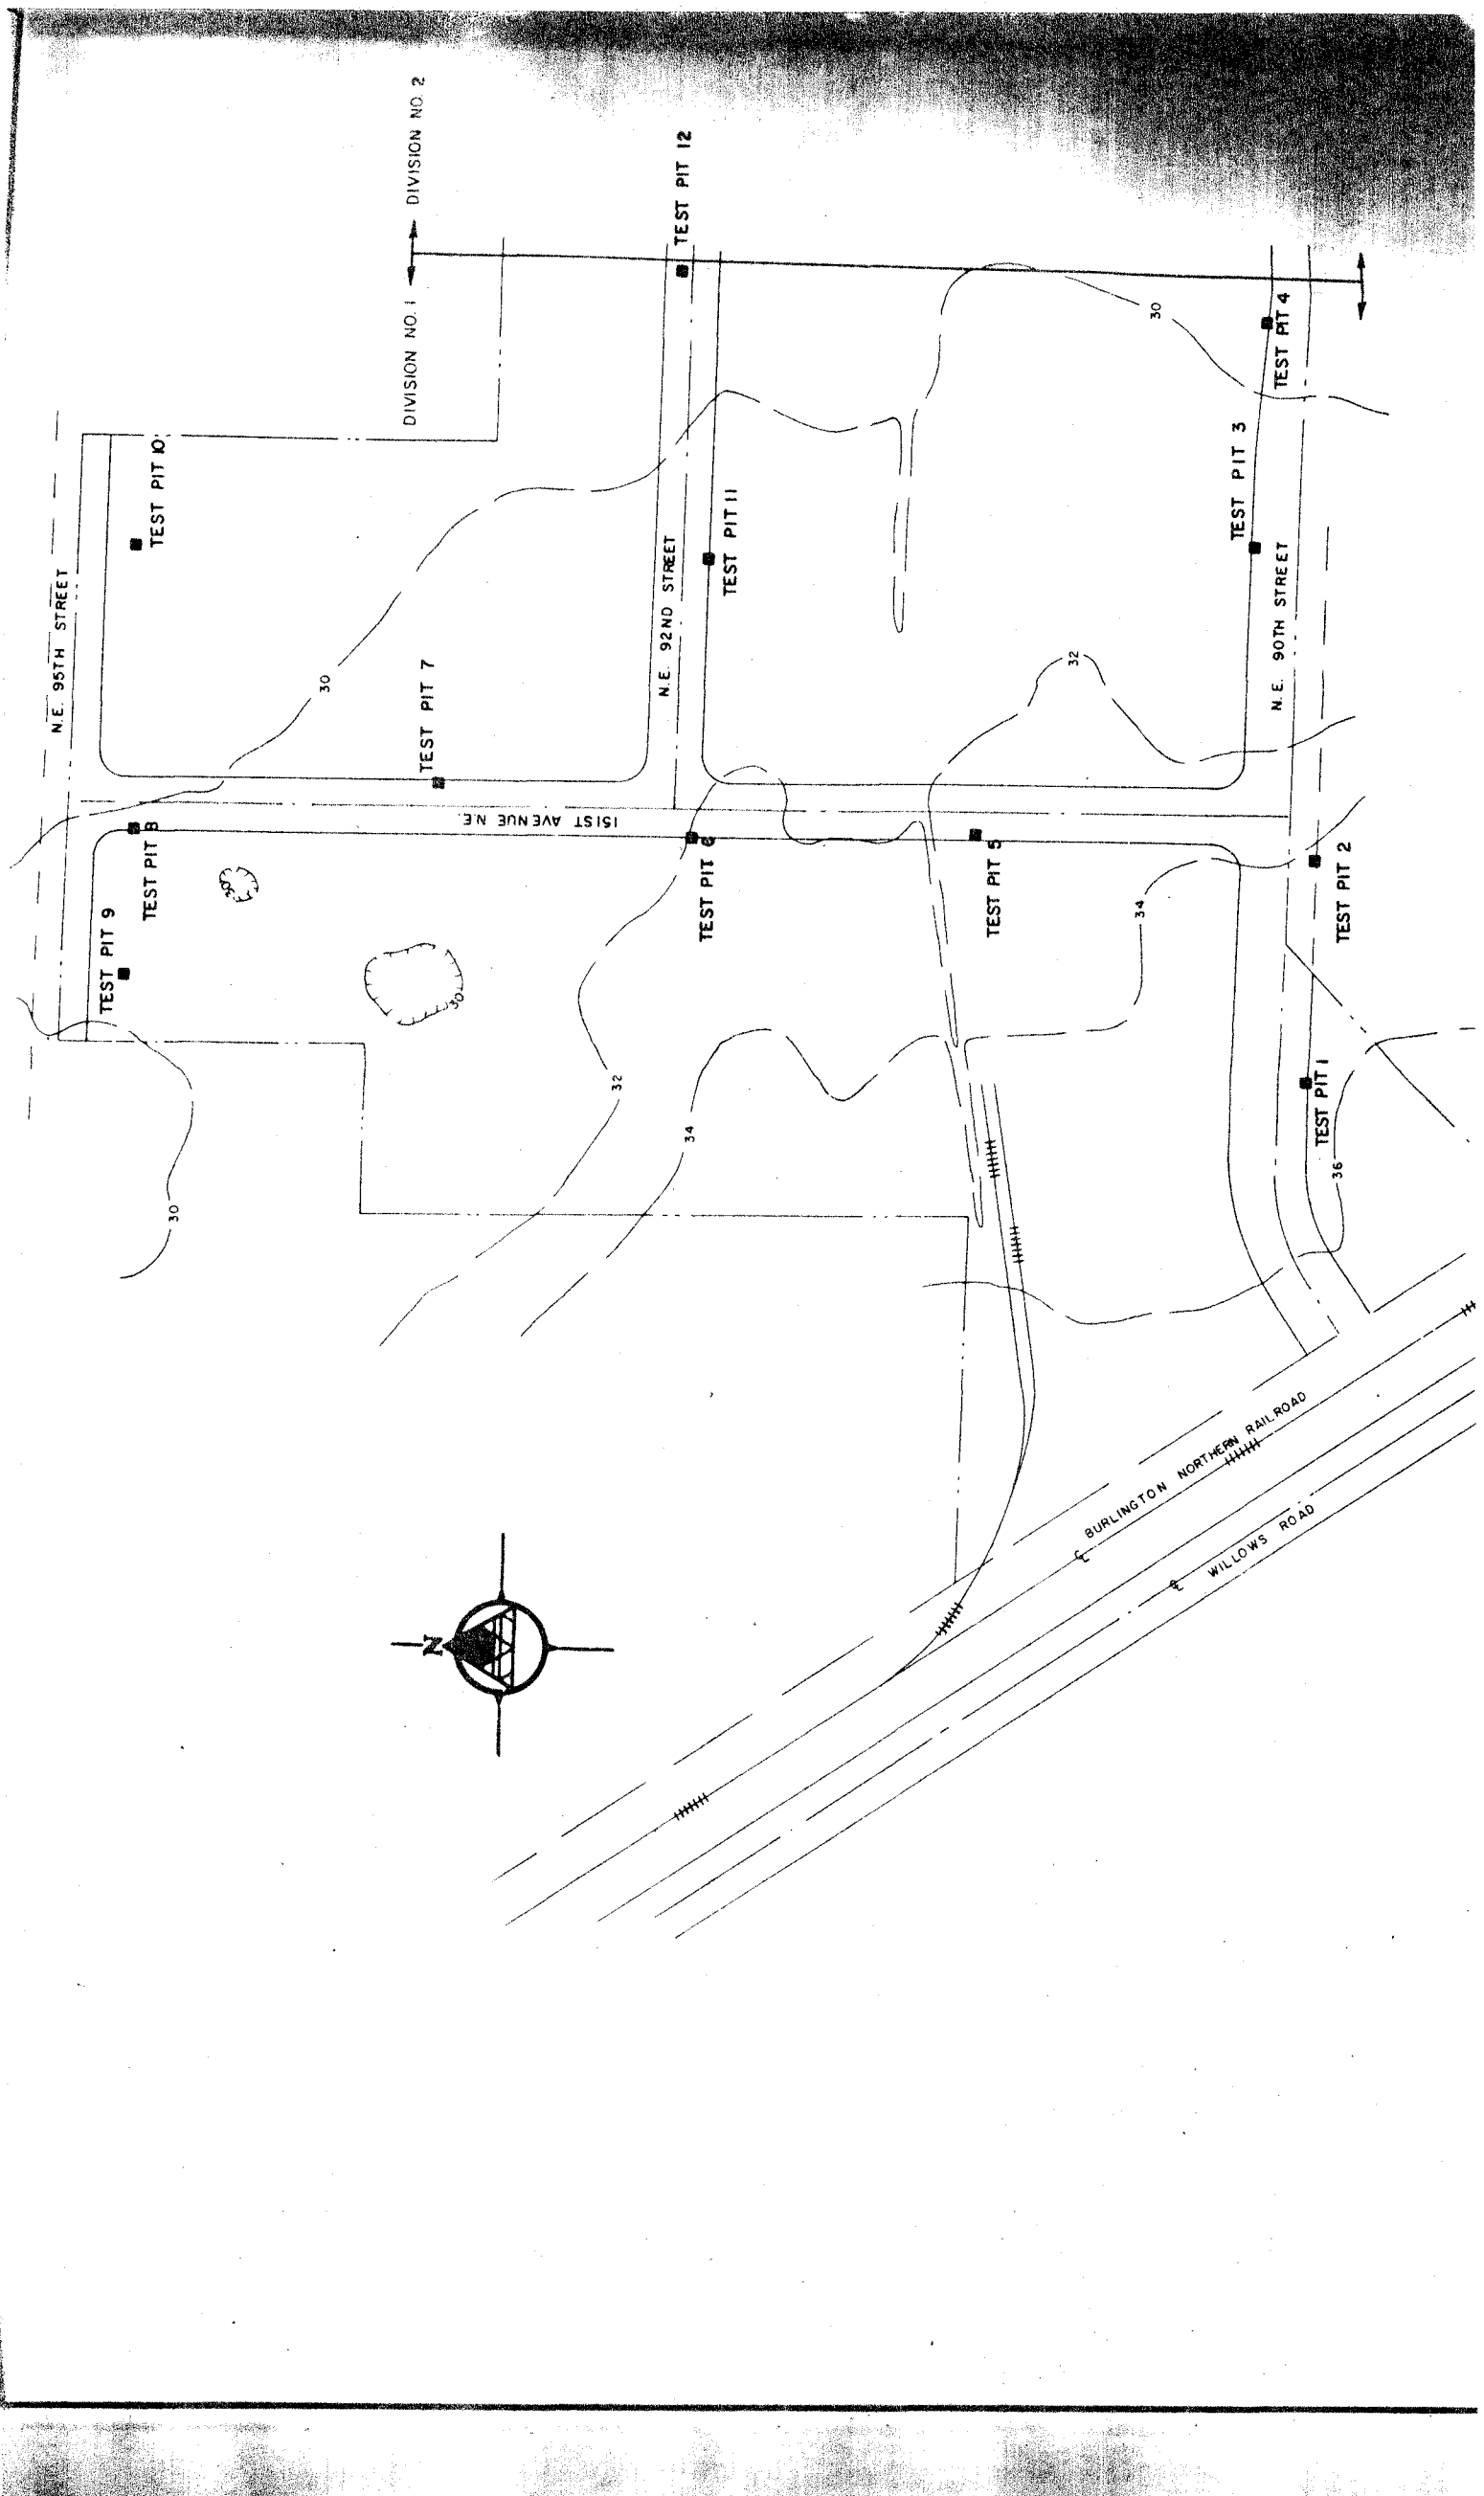 DIVISION NO. 1
DIVISION NO. 2
N.E. 95TH STREET
TEST PIT 9
TEST PIT 8
TEST PIT 10
30
30
30
30
TEST PIT 7
151ST AVENUE N.E.
N.E. 92ND STREET
TEST PIT 12
TEST PIT 11
TEST PIT 6
32
34
TEST PIT 5
32
34
30
TEST PIT 3
TEST PIT 4
N.E. 90TH STREET
TEST PIT 2
TEST PIT 1
36
N
℄ BURLINGTON NORTHERN RAILROAD
℄ WILLOWS ROAD